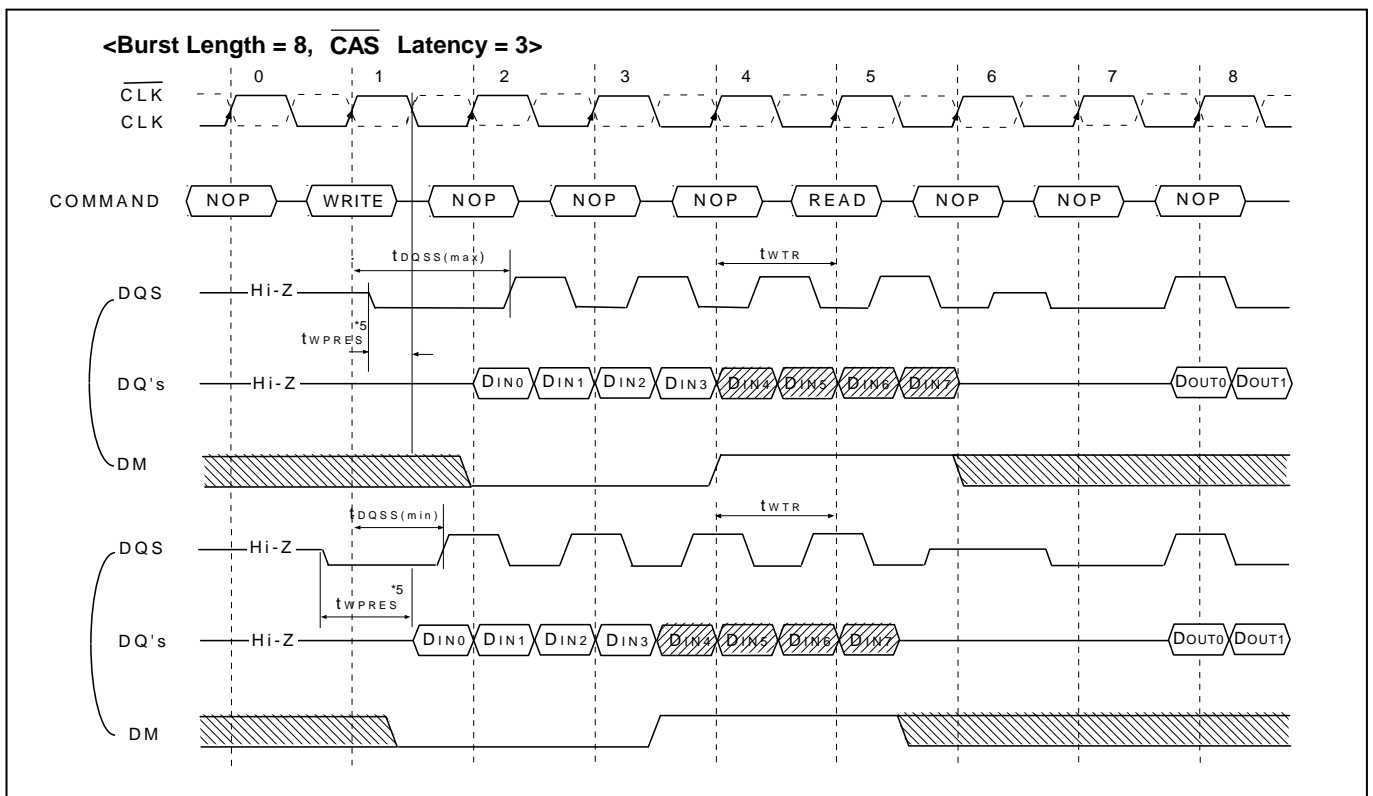 <Burst Length = 8, CAS Latency = 3>
0 1 2 3 4 5 6 7 8
CLK
CLK
COMMAND NOP WRITE NOP NOP NOP READ NOP NOP NOP
tDQSS(max) tWTR
DQS Hi-Z
tWPRES*5
DQ's Hi-Z DIN0 DIN1 DIN2 DIN3 DIN4 DIN5 DIN6 DIN7 DOUT0 DOUT1
DM
tDQSS(min) tWTR
DQS Hi-Z
tWPRES*5
DQ's Hi-Z DIN0 DIN1 DIN2 DIN3 DIN4 DIN5 DIN6 DIN7 DOUT0 DOUT1
DM